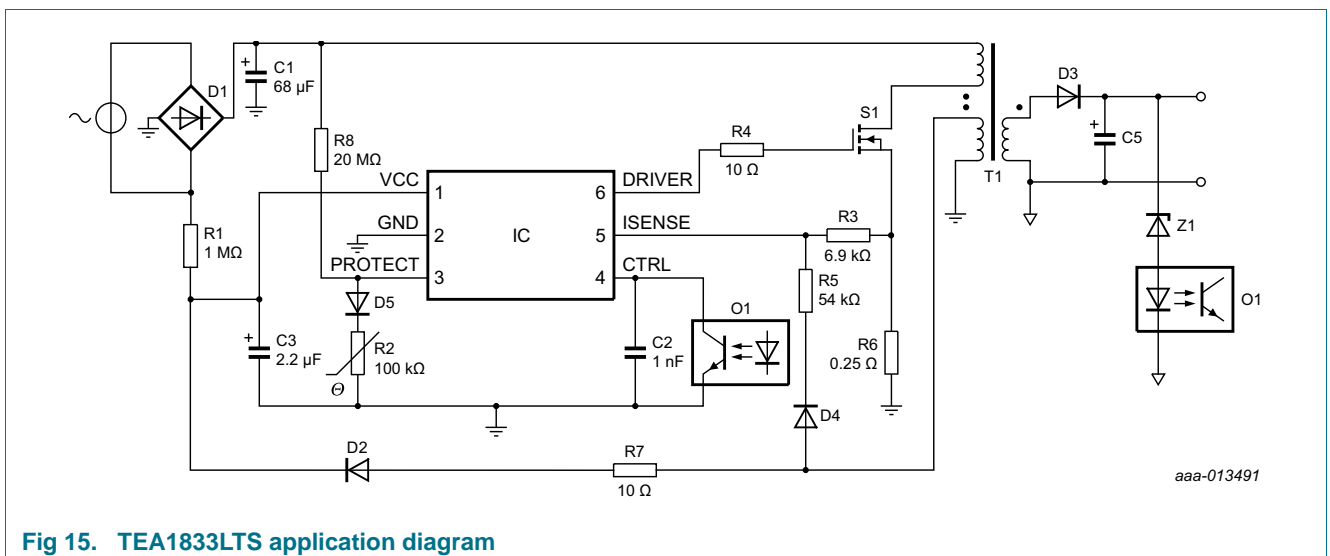 D1
C1
68 µF
R8
20 MΩ
R1
1 MΩ
VCC
1
GND
2
PROTECT
3
IC
6
DRIVER
5
ISENSE
4
CTRL
R4
10 Ω
S1
T1
D3
C5
Z1
O1
R3
6.9 kΩ
R5
54 kΩ
R6
0.25 Ω
D5
R2
100 kΩ
Θ
C3
2.2 µF
C2
1 nF
O1
D4
D2
R7
10 Ω
aaa-013491
Fig 15. TEA1833LTS application diagram